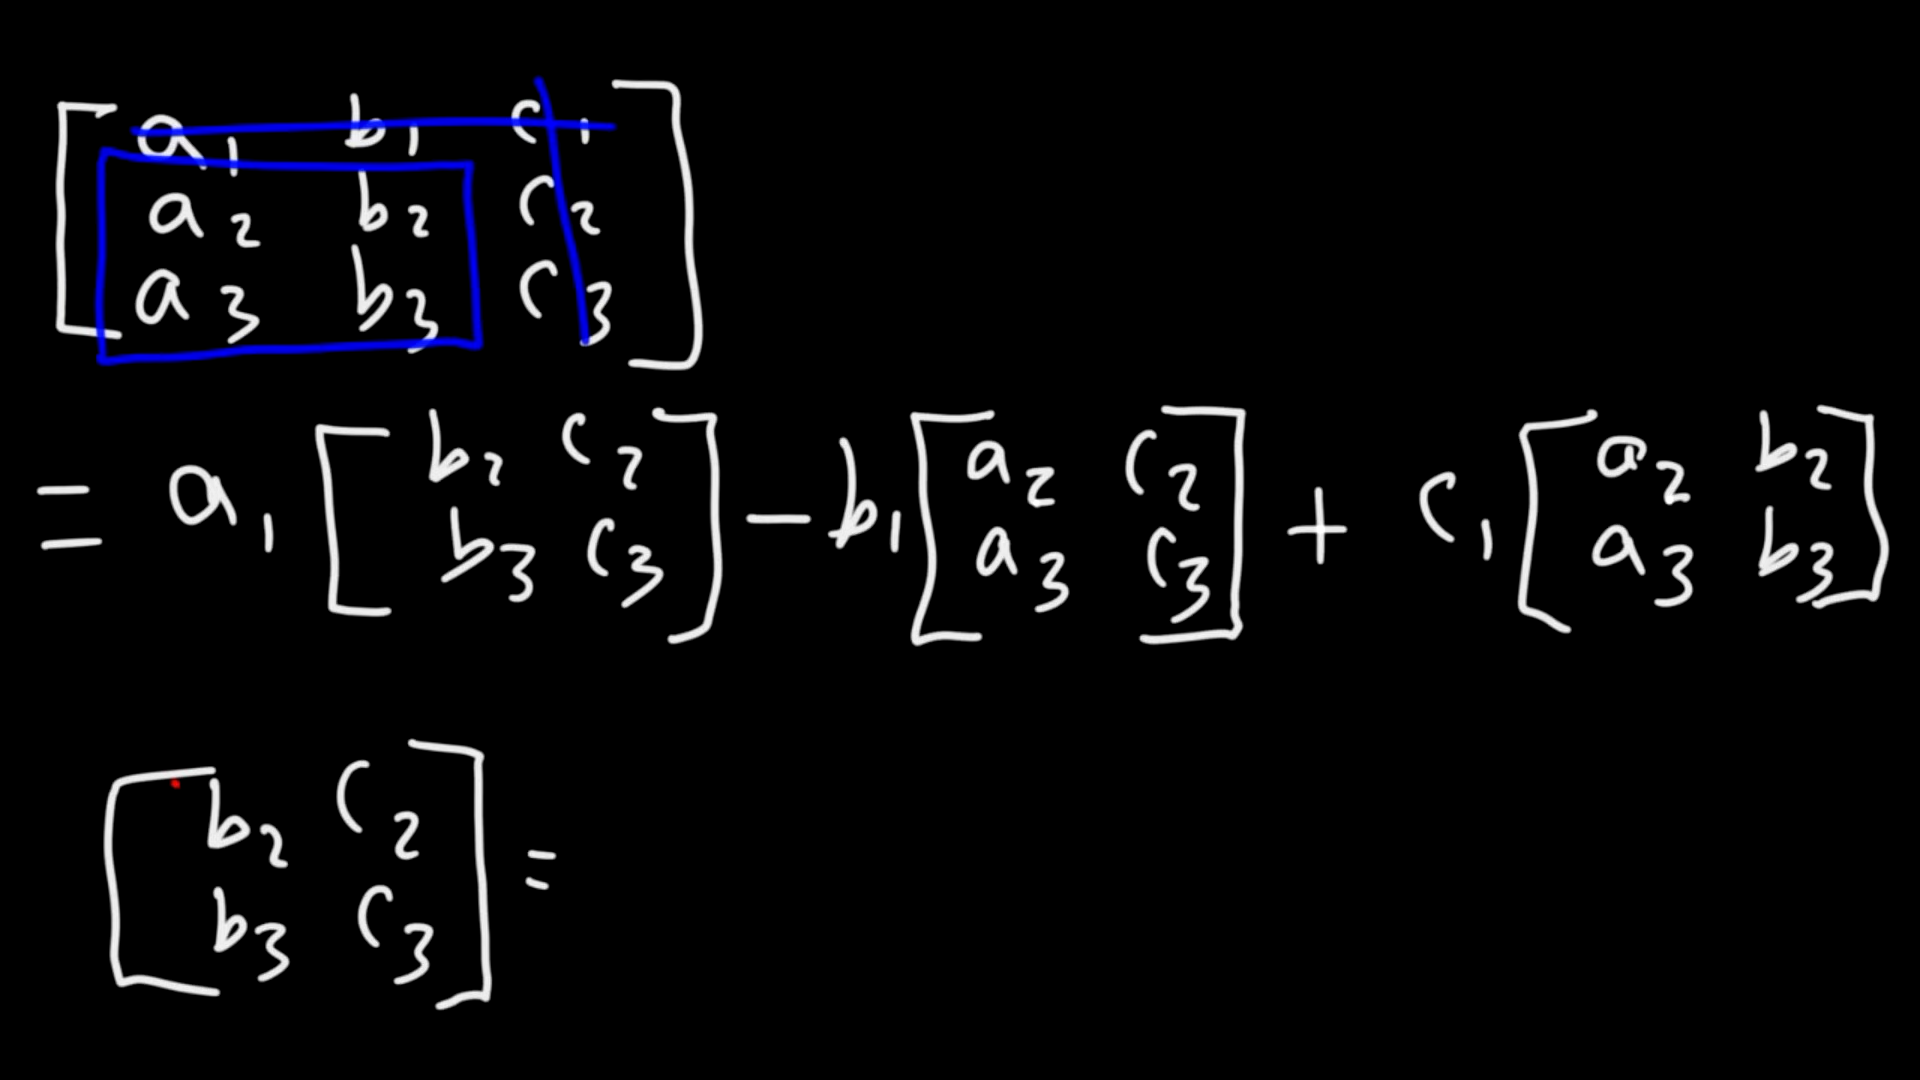 [ a₁ b₁ c₁
a₂ b₂ c₂
a₃ b₃ c₃ ]
= a₁ [ b₂ c₂ ] − b₁ [ a₂ c₂ ] + c₁ [ a₂ b₂ ]
b₃ c₃ a₃ c₃ a₃ b₃
[ b₂ c₂ ] =
b₃ c₃